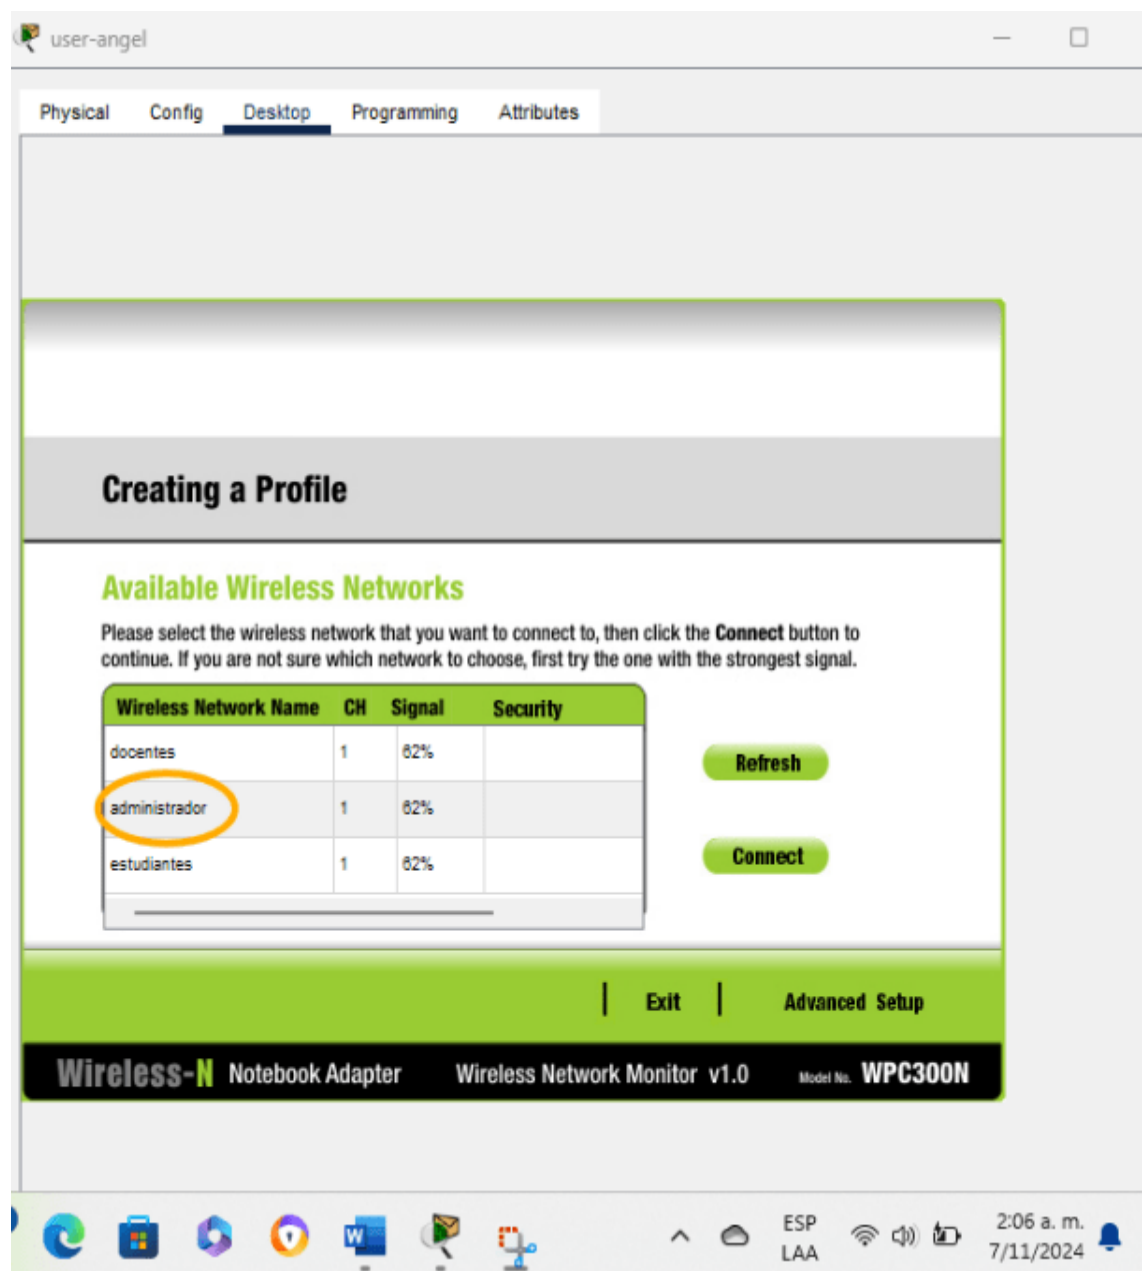 user-angel
Physical Config Desktop Programming Attributes
Creating a Profile
Available Wireless Networks
Please select the wireless network that you want to connect to, then click the Connect button to
continue. If you are not sure which network to choose, first try the one with the strongest signal.
Wireless Network Name CH Signal Security
docentes 1 62%
Refresh
administrador 1 62%
Connect
estudiantes 1 62%
Exit Advanced Setup
Wireless-N Notebook Adapter Wireless Network Monitor v1.0 Model No. WPC300N
ESP 2:06 a. m.
LAA 7/11/2024